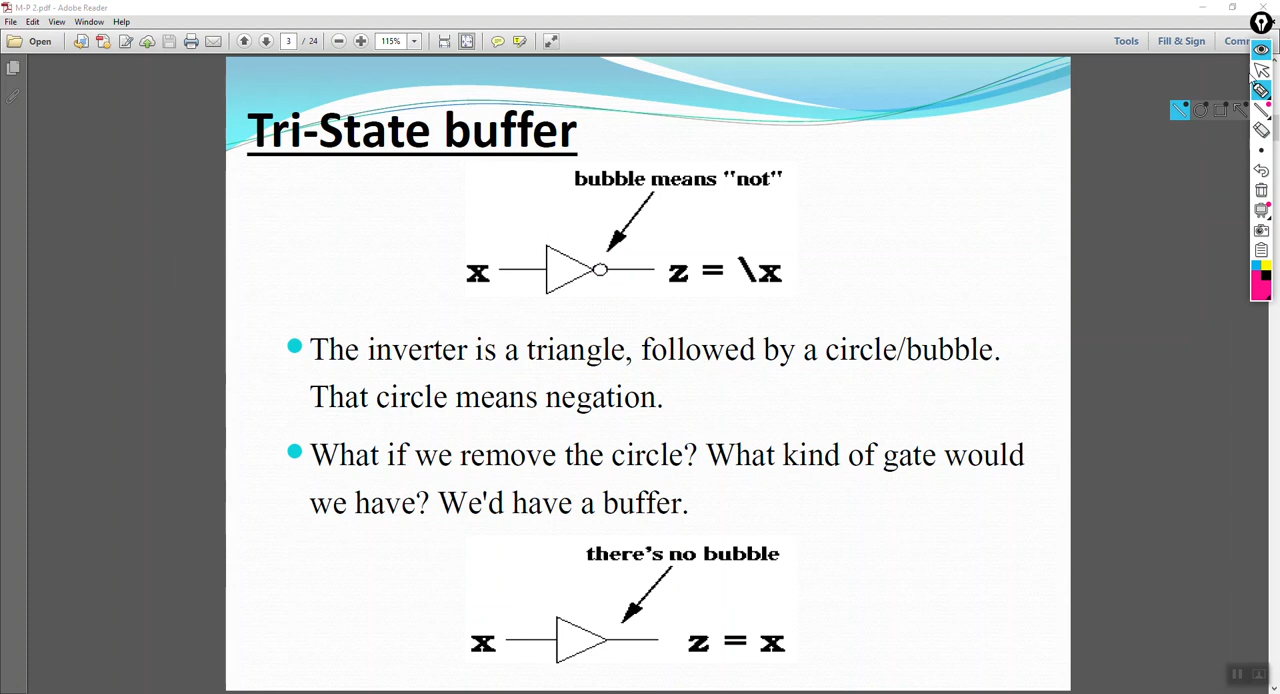 M-P 2.pdf - Adobe Reader
File Edit View Window Help
Open 3 / 24 115% Tools Fill & Sign
Tri-State buffer
bubble means "not"
x z = \x
The inverter is a triangle, followed by a circle/bubble.
That circle means negation.
What if we remove the circle? What kind of gate would
we have? We'd have a buffer.
there's no bubble
x z = x